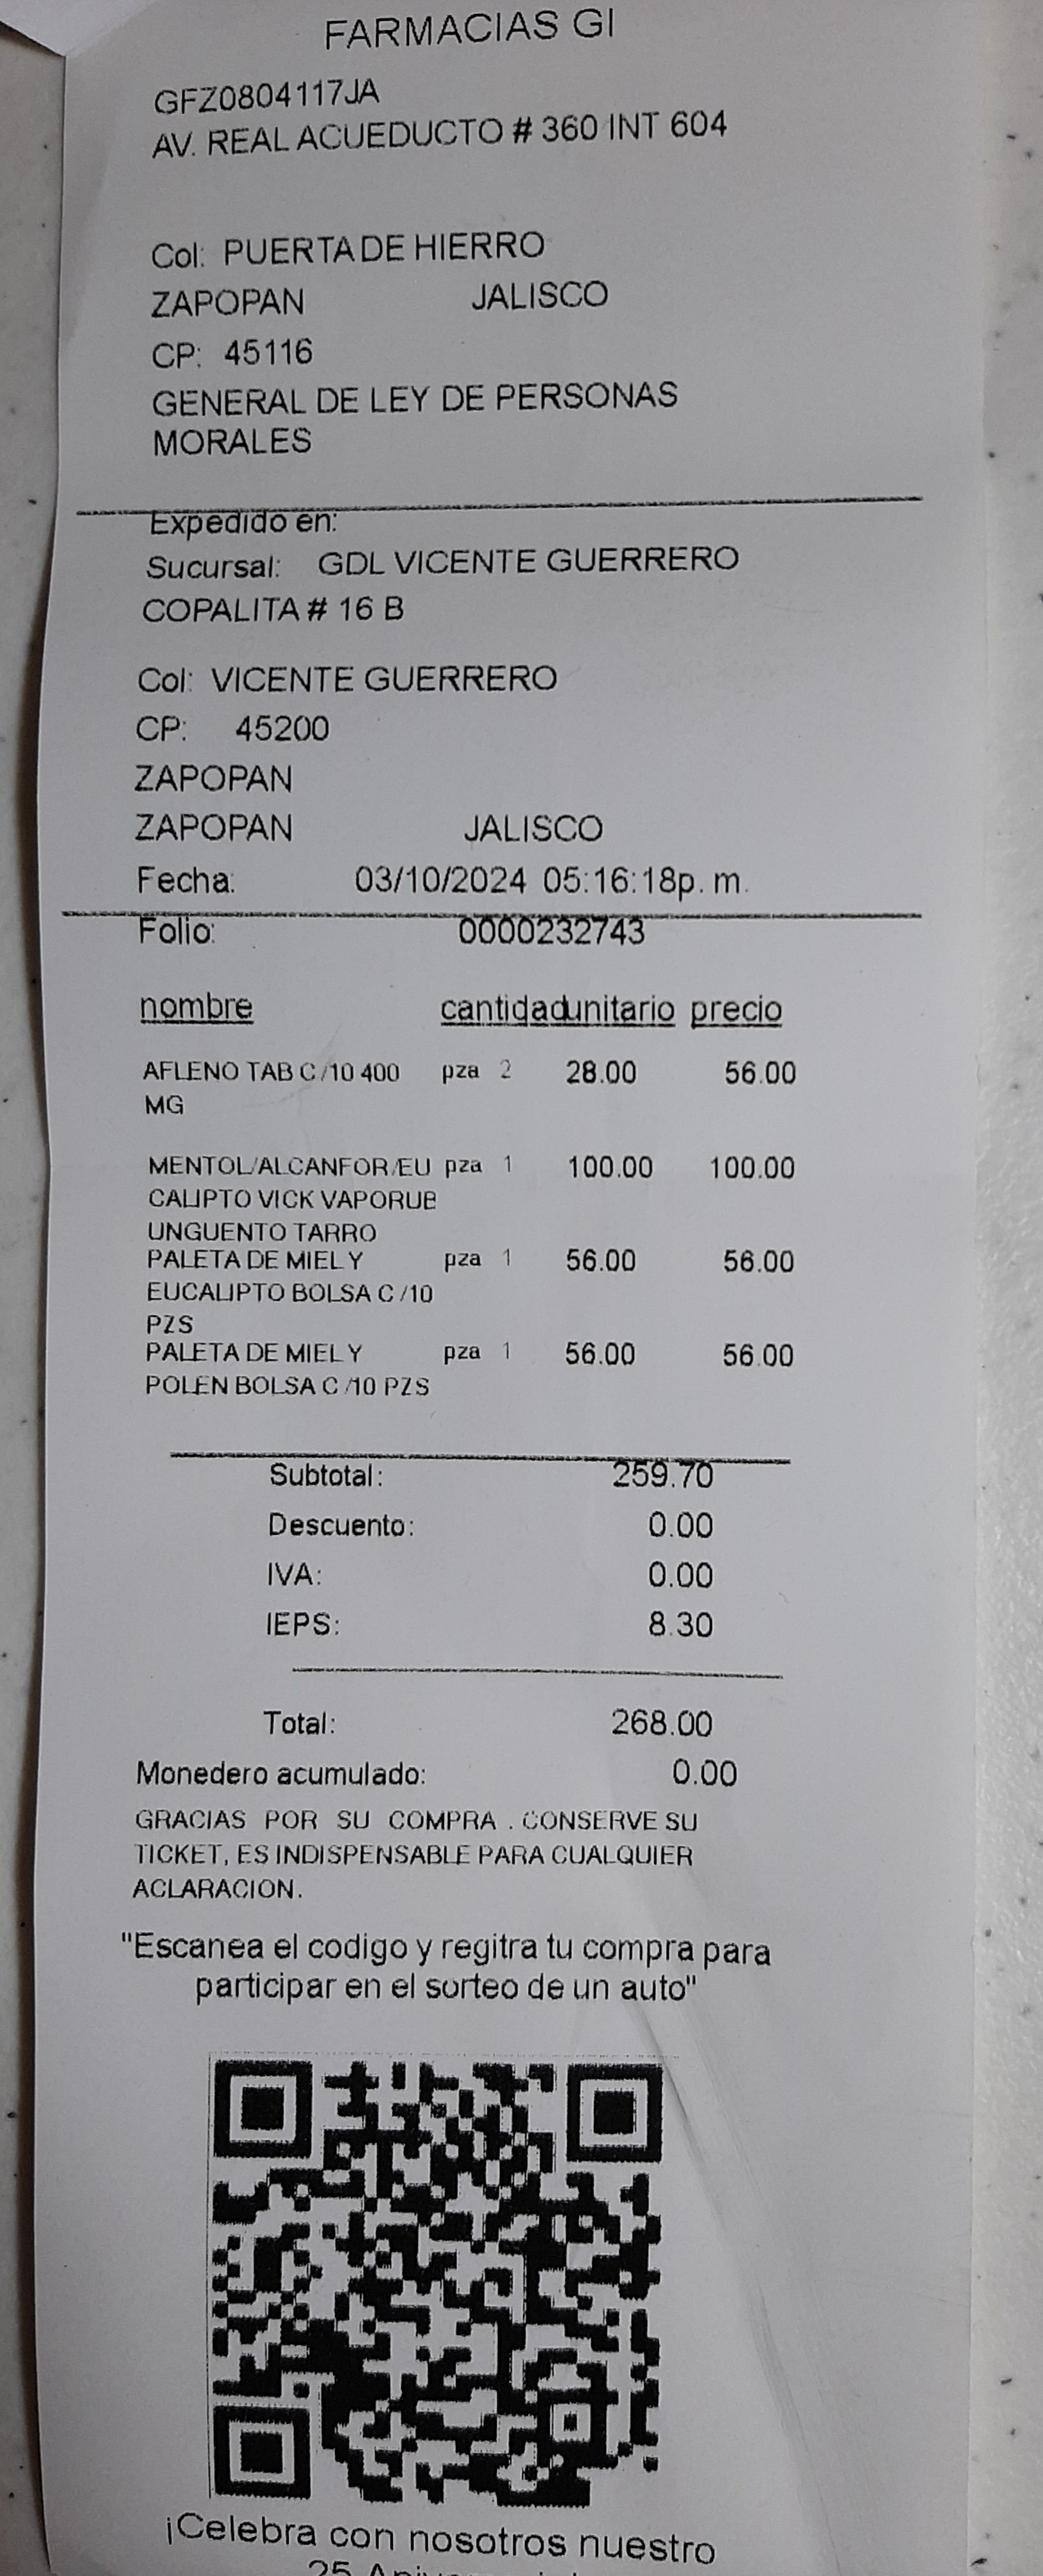 FARMACIAS GI
GFZ0804117JA
AV. REAL ACUEDUCTO # 360 INT 604
Col: PUERTA DE HIERRO
ZAPOPAN JALISCO
CP: 45116
GENERAL DE LEY DE PERSONAS
MORALES
Expedido en:
Sucursal: GDL VICENTE GUERRERO
COPALITA # 16 B
Col: VICENTE GUERRERO
CP: 45200
ZAPOPAN
ZAPOPAN JALISCO
Fecha: 03/10/2024 05:16:18p. m.
Folio: 0000232743
nombre cantidad unitario precio
AFLENO TAB C/10 400 pza 2 28.00 56.00
MG
MENTOL/ALCANFOR/EU pza 1 100.00 100.00
CALIPTO VICK VAPORUB
UNGUENTO TARRO
PALETA DE MIEL Y pza 1 56.00 56.00
EUCALIPTO BOLSA C/10
PZS
PALETA DE MIEL Y pza 1 56.00 56.00
POLEN BOLSA C/10 PZS
Subtotal: 259.70
Descuento: 0.00
IVA: 0.00
IEPS: 8.30
Total: 268.00
Monedero acumulado: 0.00
GRACIAS POR SU COMPRA . CONSERVE SU
TICKET, ES INDISPENSABLE PARA CUALQUIER
ACLARACION.
"Escanea el codigo y regitra tu compra para
participar en el sorteo de un auto"
¡Celebra con nosotros nuestro
25